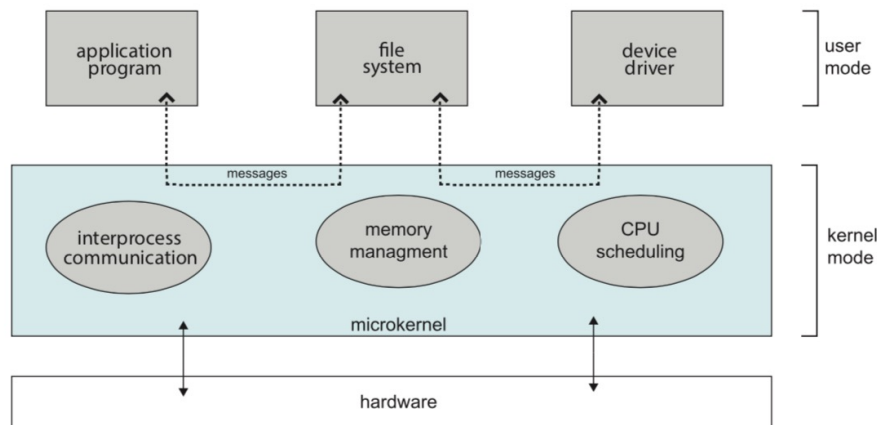 application
program
file
system
device
driver
user
mode
messages
messages
interprocess
communication
memory
managment
CPU
scheduling
kernel
mode
microkernel
hardware